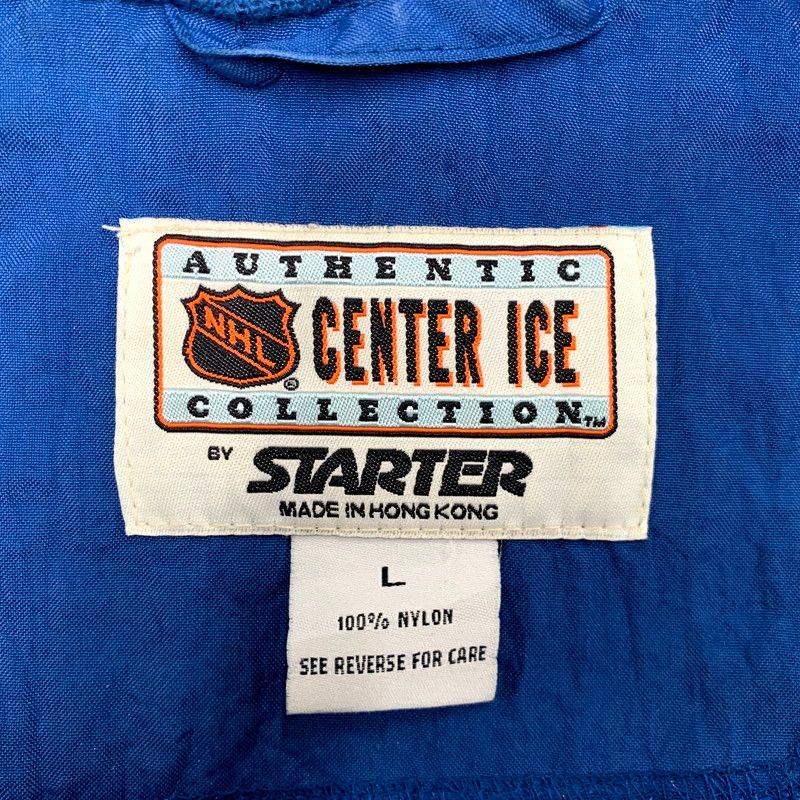 AUTHENTIC
NHL ®
CENTER ICE
COLLECTION TM
BY STARTER
MADE IN HONG KONG
L
100% NYLON
SEE REVERSE FOR CARE